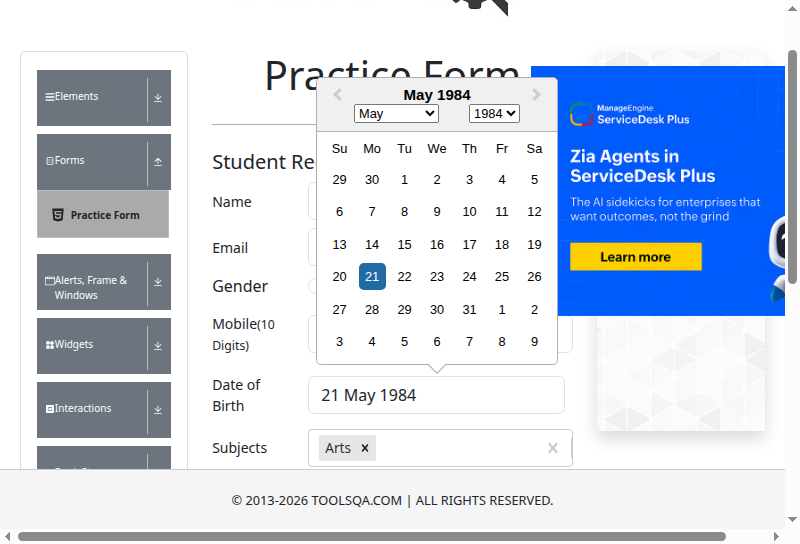 Practice Form
Elements
Forms
Practice Form
Alerts, Frame &
Windows
Widgets
Interactions
Student Re
Name
Email
Gender
Mobile(10
Digits)
Date of
Birth
21 May 1984
Subjects
Arts
May 1984
May
1984
Su Mo Tu We Th Fr Sa
29 30 1 2 3 4 5
6 7 8 9 10 11 12
13 14 15 16 17 18 19
20 21 22 23 24 25 26
27 28 29 30 31 1 2
3 4 5 6 7 8 9
ManageEngine
ServiceDesk Plus
Zia Agents in
ServiceDesk Plus
The AI sidekicks for enterprises that
want outcomes, not the grind
Learn more
© 2013-2026 TOOLSQA.COM | ALL RIGHTS RESERVED.